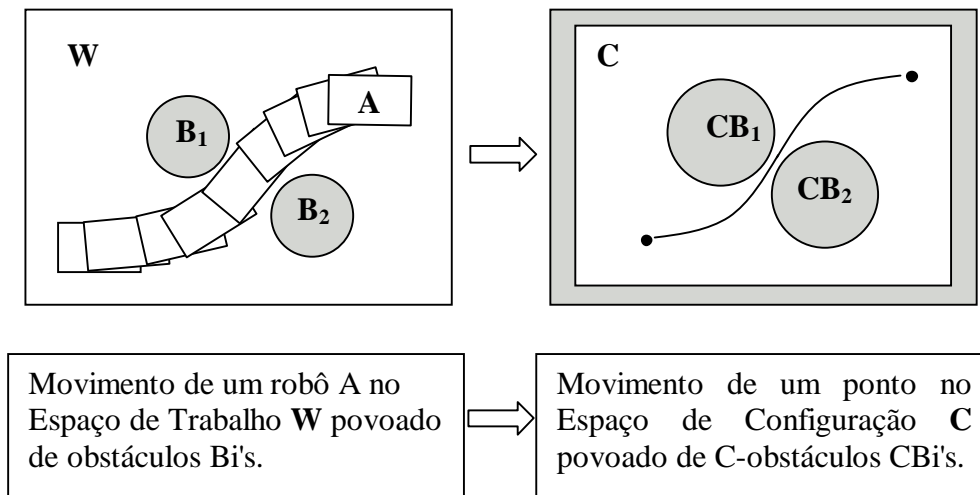 W
A
B1
B2
C
CB1
CB2
Movimento de um robô A no
Espaço de Trabalho W povoado
de obstáculos Bi's.
Movimento de um ponto no
Espaço de Configuração C
povoado de C-obstáculos CBi's.